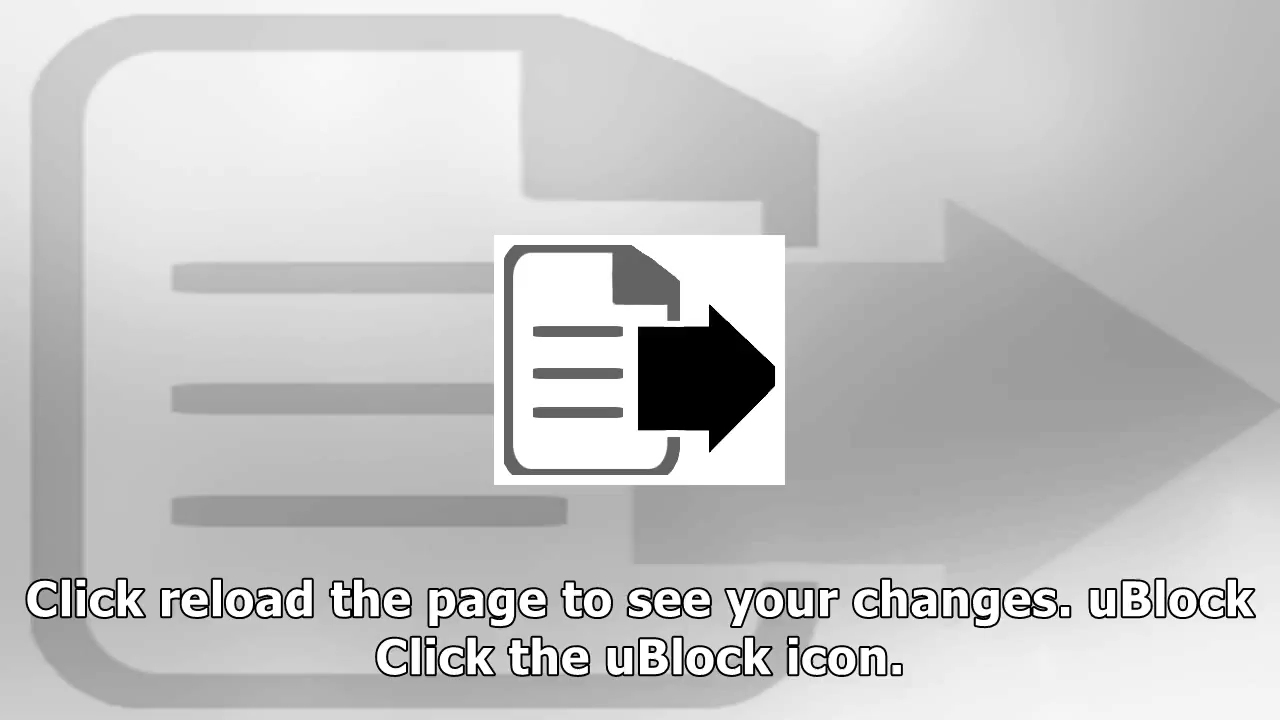 Click reload the page to see your changes. uBlock
Click the uBlock icon.